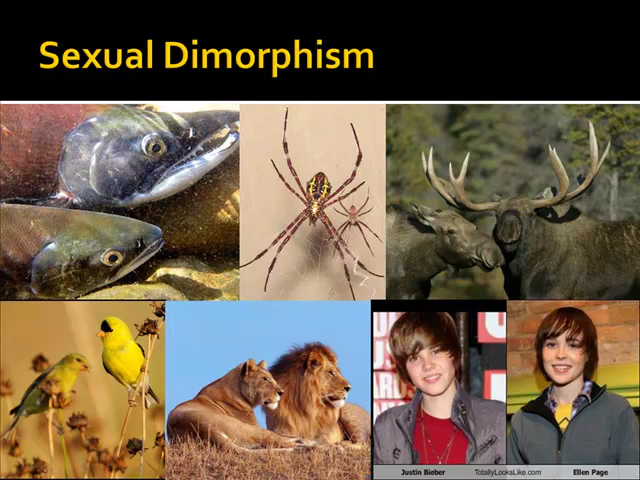 Sexual Dimorphism
Justin Bieber
TotallyLooksLike.com
Ellen Page